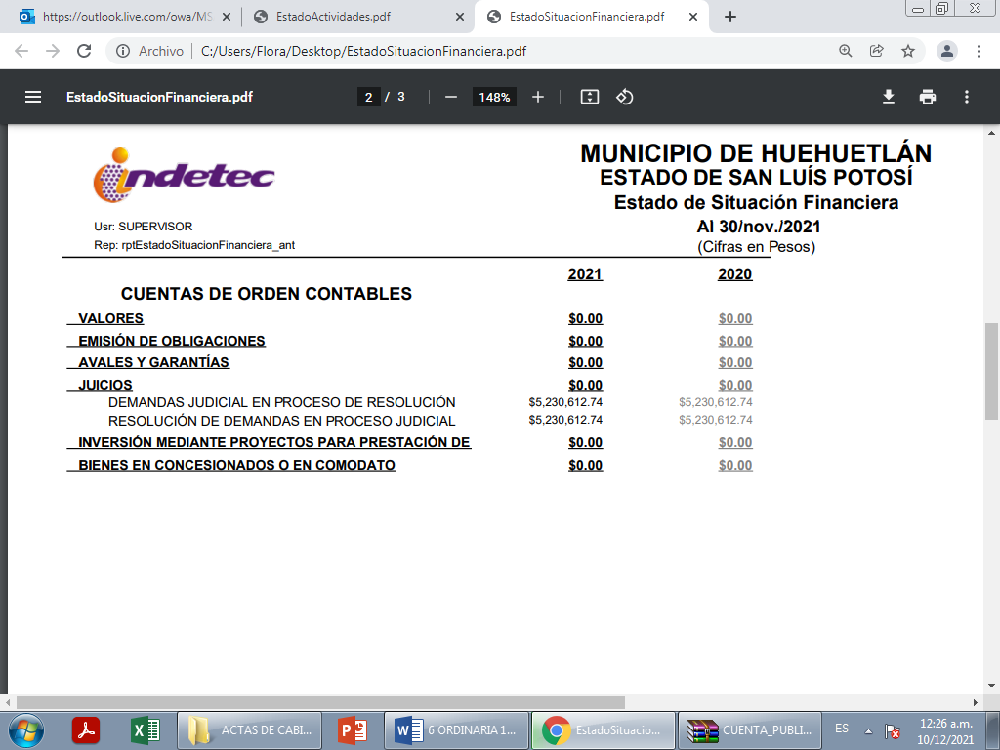 https://outlook.live.com/owa/MS
EstadoActividades.pdf
EstadoSituacionFinanciera.pdf
Archivo
C:/Users/Flora/Desktop/EstadoSituacionFinanciera.pdf
EstadoSituacionFinanciera.pdf
2 / 3
148%
indetec
MUNICIPIO DE HUEHUETLÁN
ESTADO DE SAN LUÍS POTOSÍ
Estado de Situación Financiera
Usr: SUPERVISOR
Al 30/nov./2021
Rep: rptEstadoSituacionFinanciera_ant
(Cifras en Pesos)
2021 2020
CUENTAS DE ORDEN CONTABLES
VALORES $0.00 $0.00
EMISIÓN DE OBLIGACIONES $0.00 $0.00
AVALES Y GARANTÍAS $0.00 $0.00
JUICIOS $0.00 $0.00
DEMANDAS JUDICIAL EN PROCESO DE RESOLUCIÓN $5,230,612.74 $5,230,612.74
RESOLUCIÓN DE DEMANDAS EN PROCESO JUDICIAL $5,230,612.74 $5,230,612.74
INVERSIÓN MEDIANTE PROYECTOS PARA PRESTACIÓN DE $0.00 $0.00
BIENES EN CONCESIONADOS O EN COMODATO $0.00 $0.00
ACTAS DE CABI...
6 ORDINARIA 1...
EstadoSituacio...
CUENTA_PUBLI...
ES
12:26 a.m.
10/12/2021